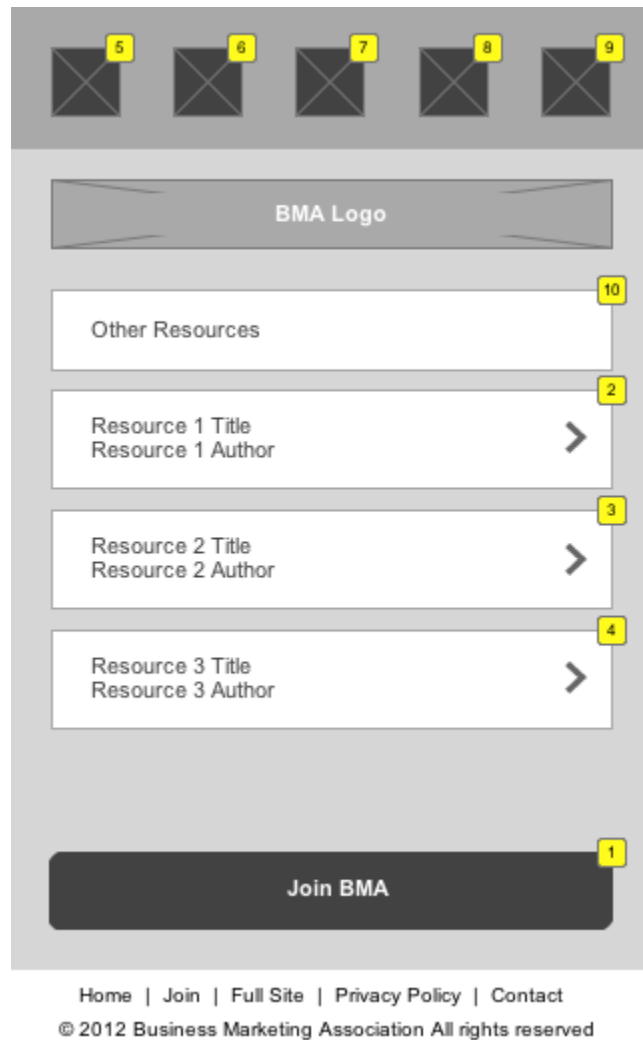 5 6 7 8 9
BMA Logo
10
Other Resources
2
Resource 1 Title
Resource 1 Author
3
Resource 2 Title
Resource 2 Author
4
Resource 3 Title
Resource 3 Author
1
Join BMA
Home | Join | Full Site | Privacy Policy | Contact
© 2012 Business Marketing Association All rights reserved